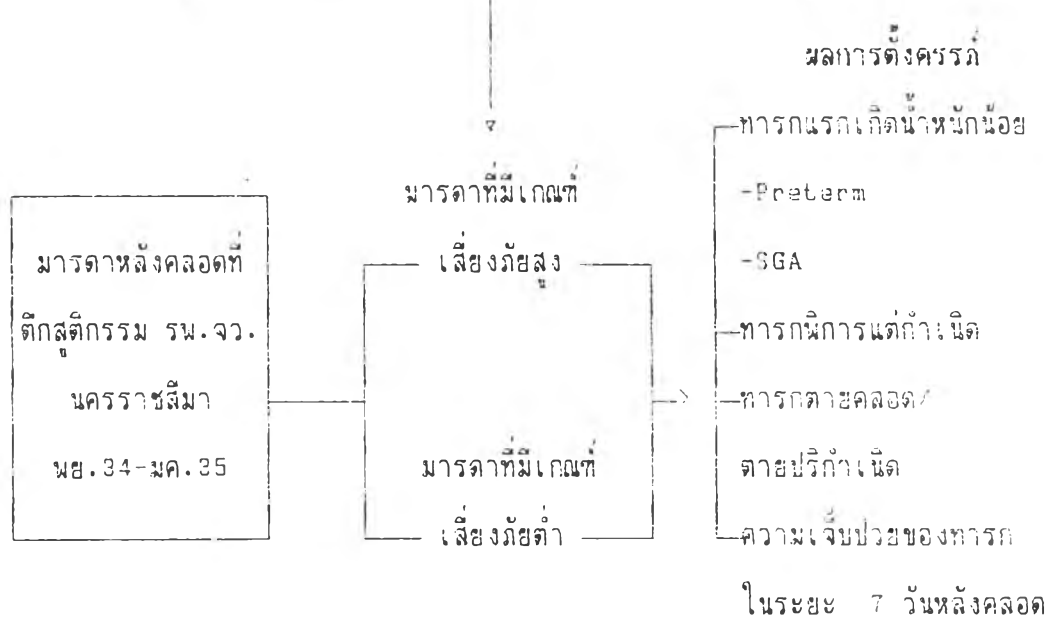 มารดาหลังคลอดที่
ตึกสูติกรรม รพ.จว.
นครราชสีมา
พย.34-มค.35
มารดาที่มีเกณฑ์
เสี่ยงภัยสูง
มารดาที่มีเกณฑ์
เสี่ยงภัยต่ำ
ผลการตั้งครรภ์
ทารกแรกเกิดน้ำหนักน้อย
-Preterm
-SGA
ทารกพิการแต่กำเนิด
ทารกตายคลอด/
ตายปริกำเนิด
ความเจ็บป่วยของทารก
ในระยะ 7 วันหลังคลอด